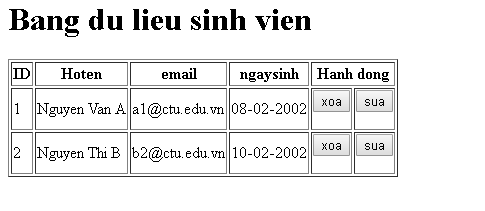 Bang du lieu sinh vien
ID Hoten email ngaysinh Hanh dong
1 Nguyen Van A a1@ctu.edu.vn 08-02-2002 xoa sua
2 Nguyen Thi B b2@ctu.edu.vn 10-02-2002 xoa sua